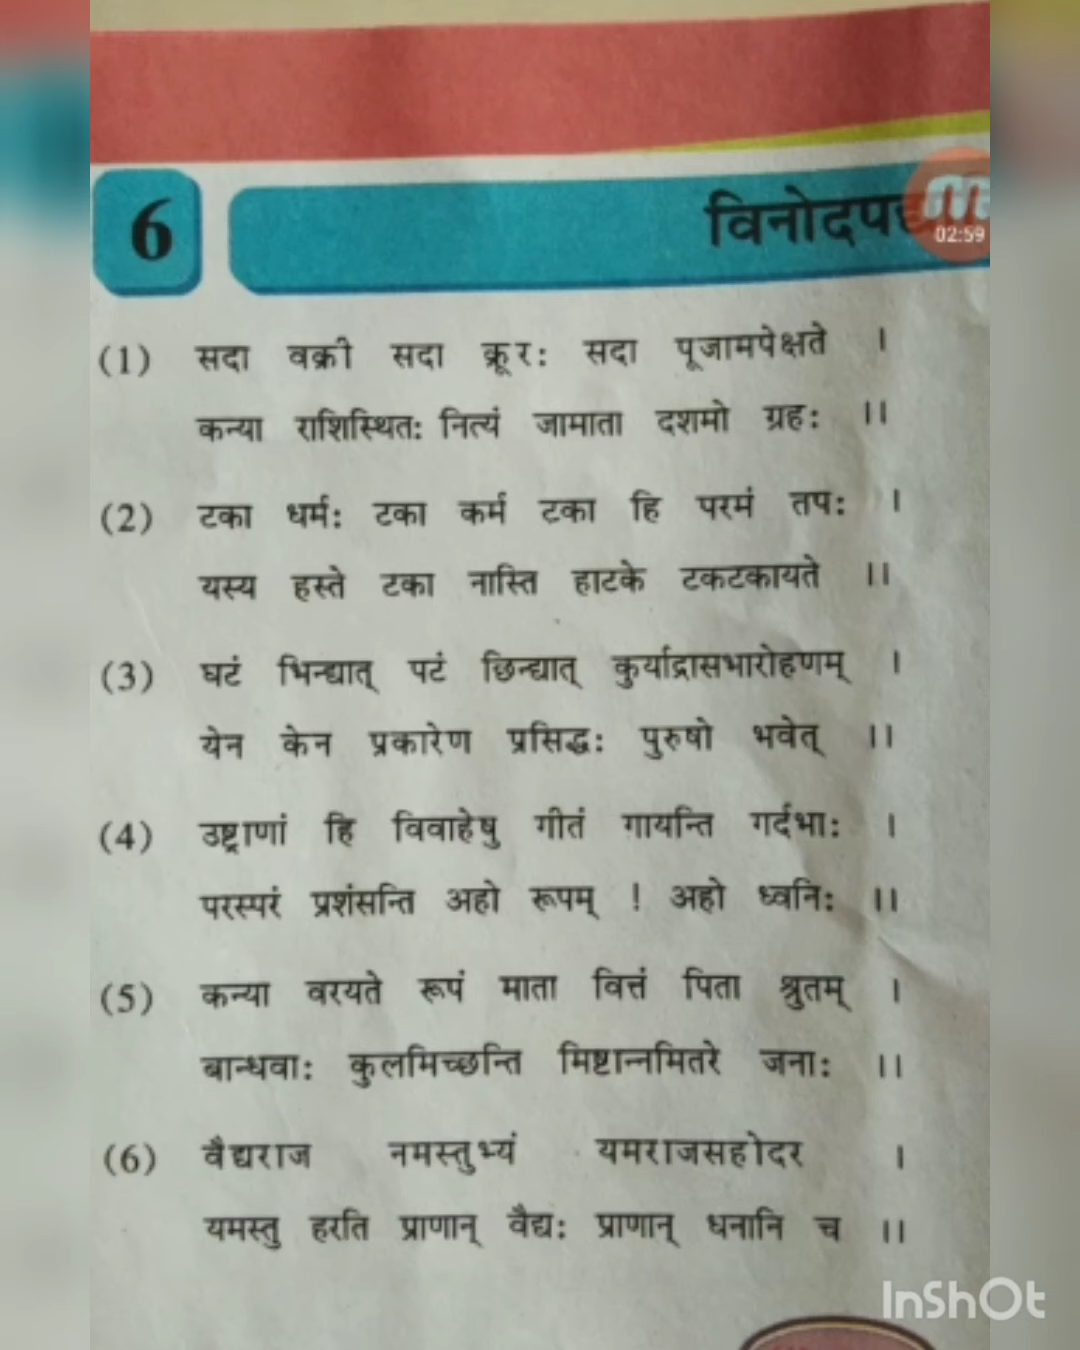 6
02:59
(1) सदा वक्री सदा क्रूरः सदा पूजामपेक्षते ।
कन्या राशिस्थितः नित्यं जामाता दशमो ग्रहः ।।
(2) टका धर्मः टका कर्म टका हि परमं तपः ।
यस्य हस्ते टका नास्ति हाटके टकटकायते ।।
(3) घटं भिन्द्यात् पटं छिन्द्यात् कुर्याद्रासभारोहणम् ।
येन केन प्रकारेण प्रसिद्धः पुरुषो भवेत् ।।
(4) उष्ट्राणां हि विवाहेषु गीतं गायन्ति गर्दभाः ।
परस्परं प्रशंसन्ति अहो रूपम् ! अहो ध्वनिः ।।
(5) कन्या वरयते रूपं माता वित्तं पिता श्रुतम् ।
बान्धवाः कुलमिच्छन्ति मिष्टान्नमितरे जनाः ।।
(6) वैद्यराज नमस्तुभ्यं यमराजसहोदर ।
यमस्तु हरति प्राणान् वैद्यः प्राणान् धनानि च ।।
InShOt